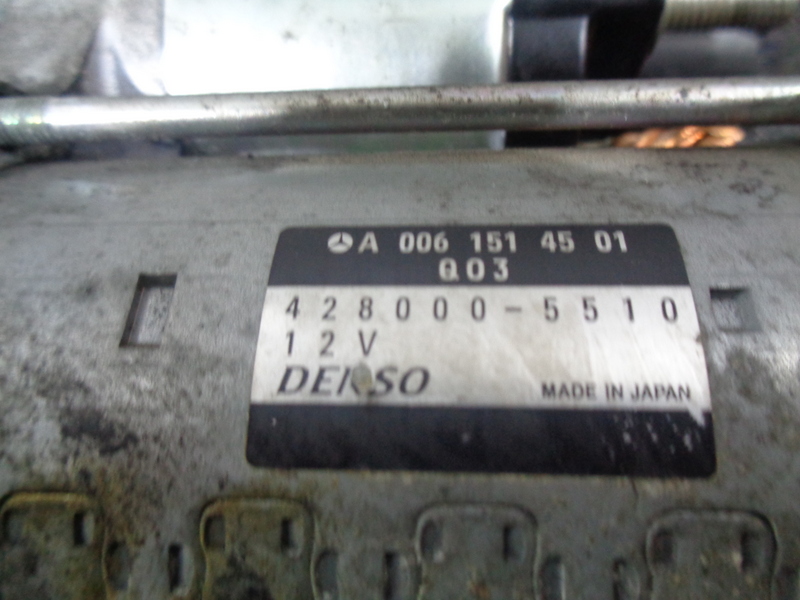 A 006 151 45 01
Q03
428000-5510
12V
DENSO
MADE IN JAPAN